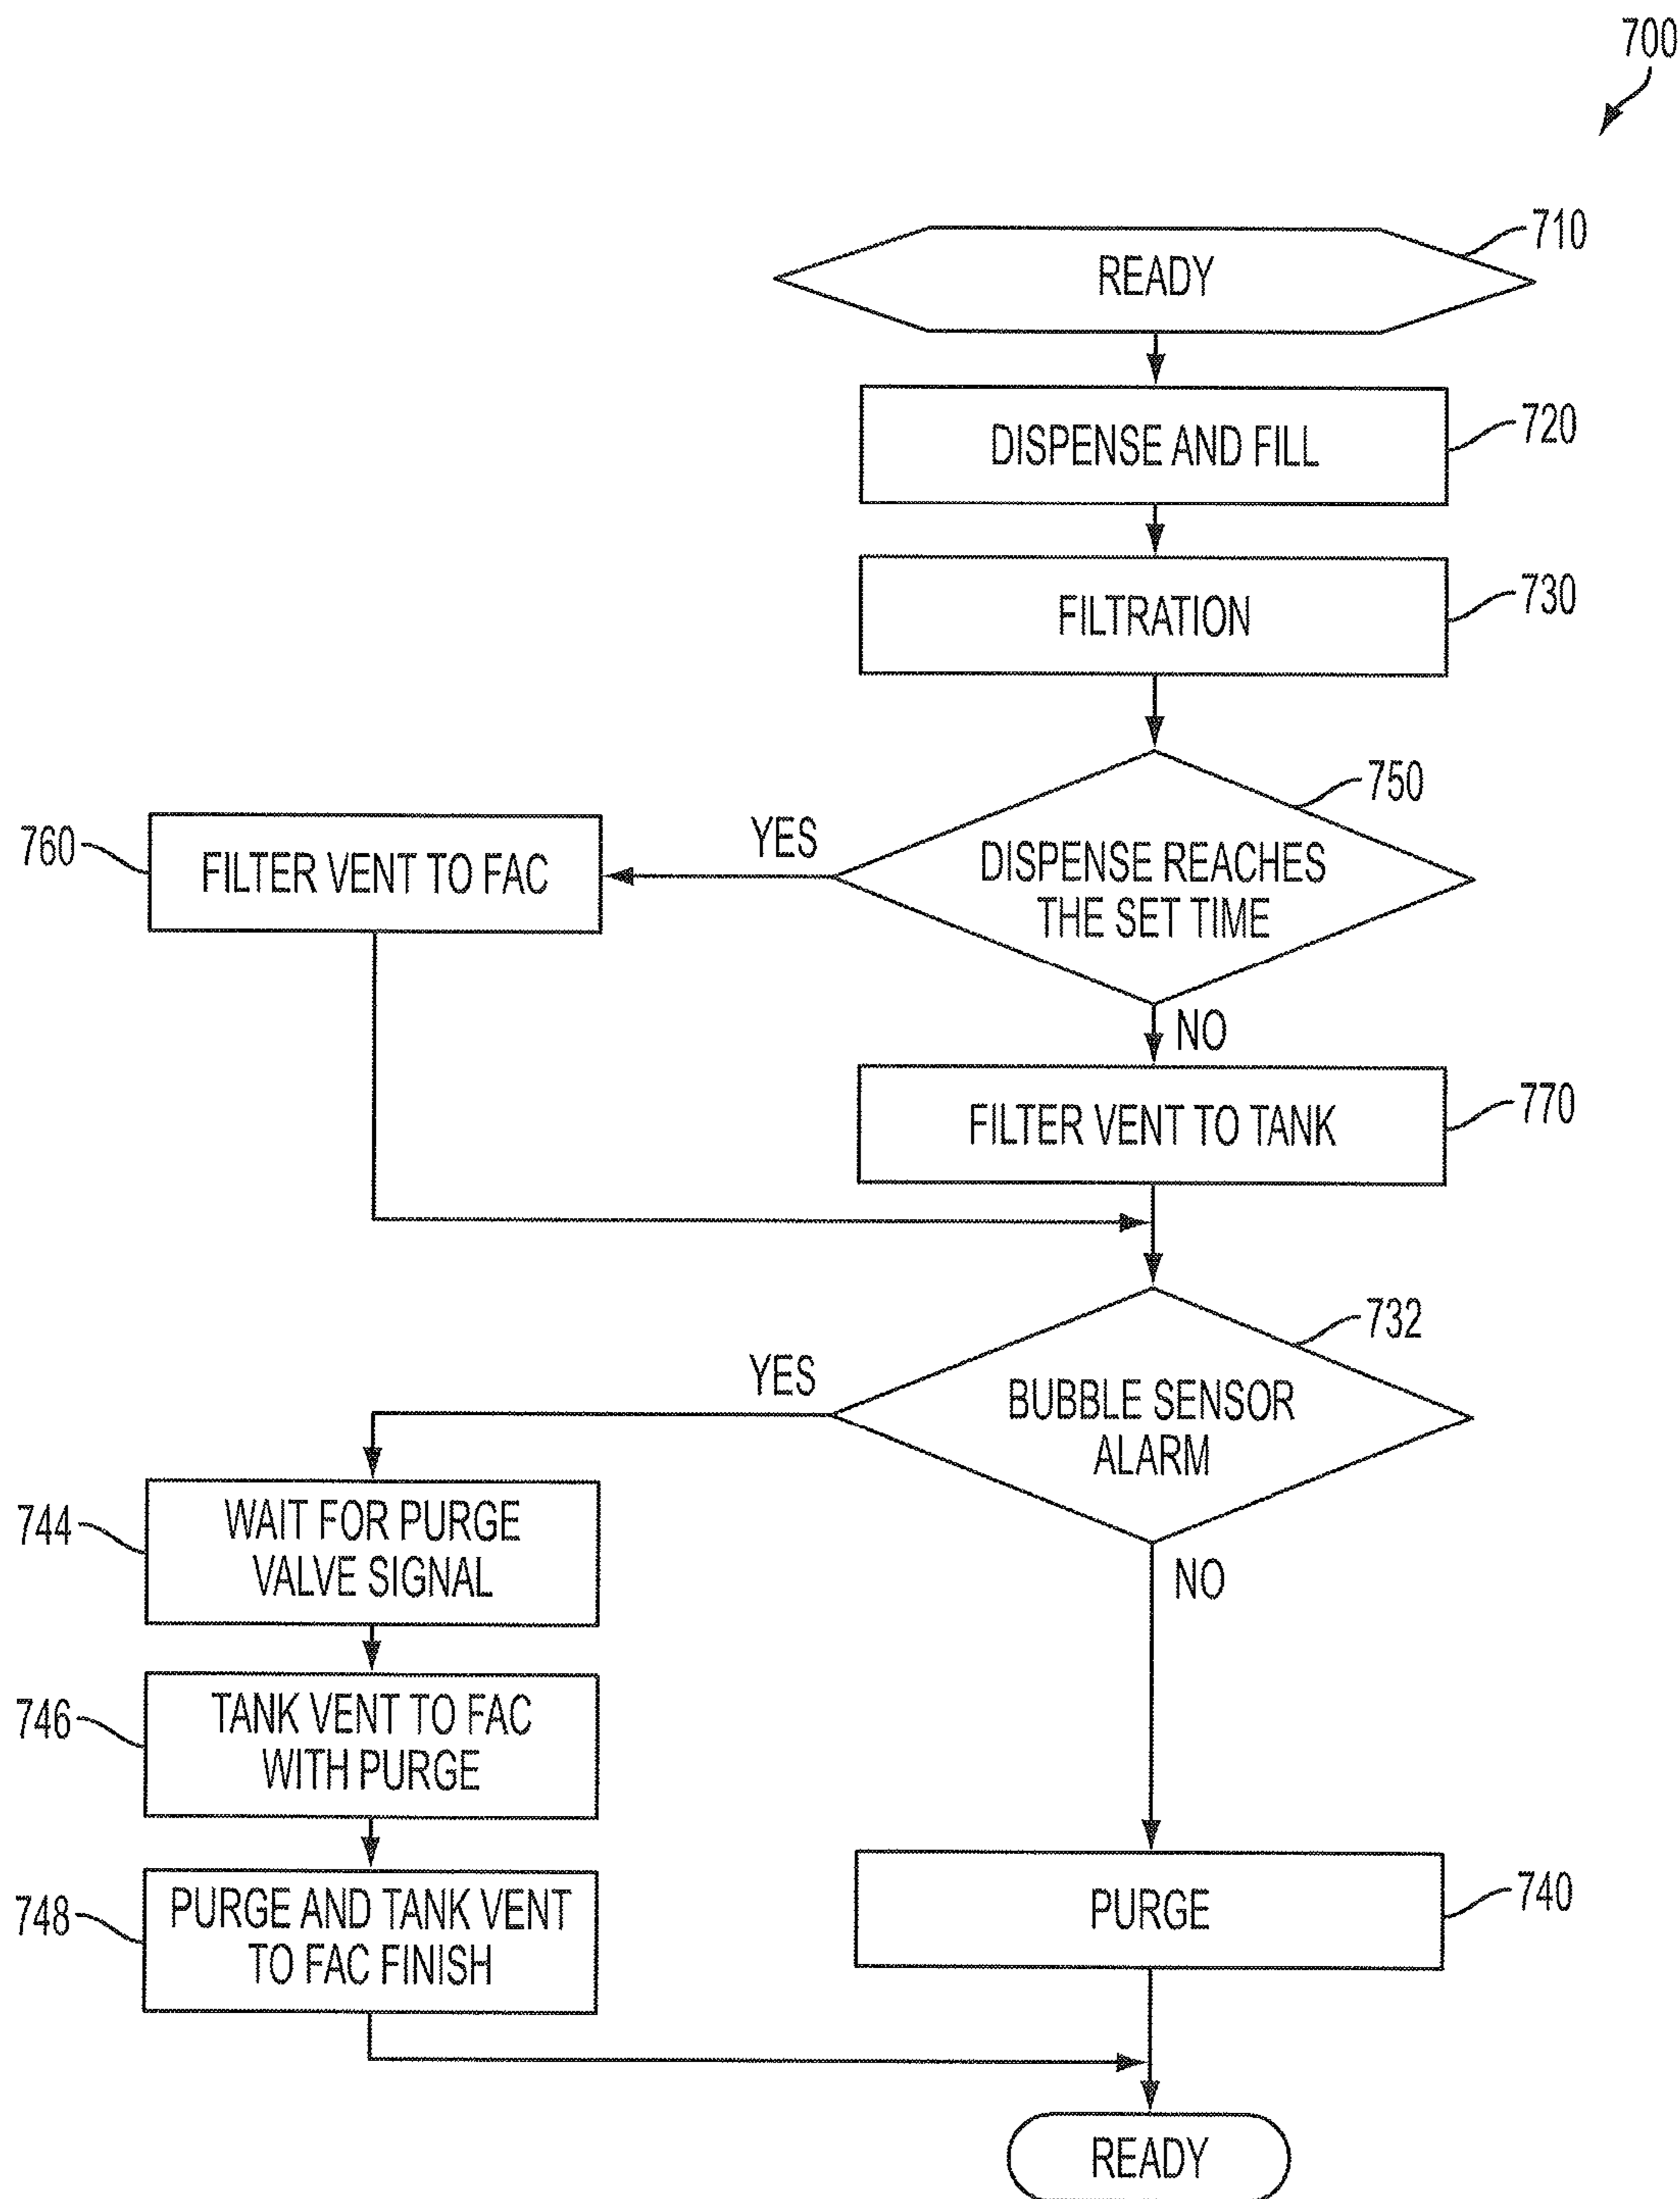 700
READY
710
DISPENSE AND FILL
720
FILTRATION
730
750
DISPENSE REACHES
THE SET TIME
YES
760
FILTER VENT TO FAC
NO
FILTER VENT TO TANK
770
732
BUBBLE SENSOR
ALARM
YES
NO
744
WAIT FOR PURGE
VALVE SIGNAL
746
TANK VENT TO FAC
WITH PURGE
748
PURGE AND TANK VENT
TO FAC FINISH
PURGE
740
READY